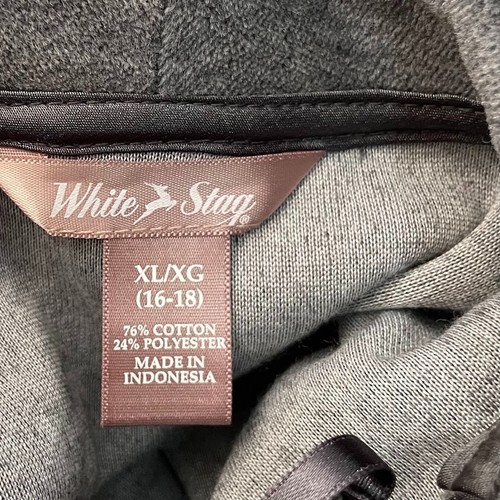 White Stag®
XL/XG
(16-18)
76% COTTON
24% POLYESTER
MADE IN
INDONESIA